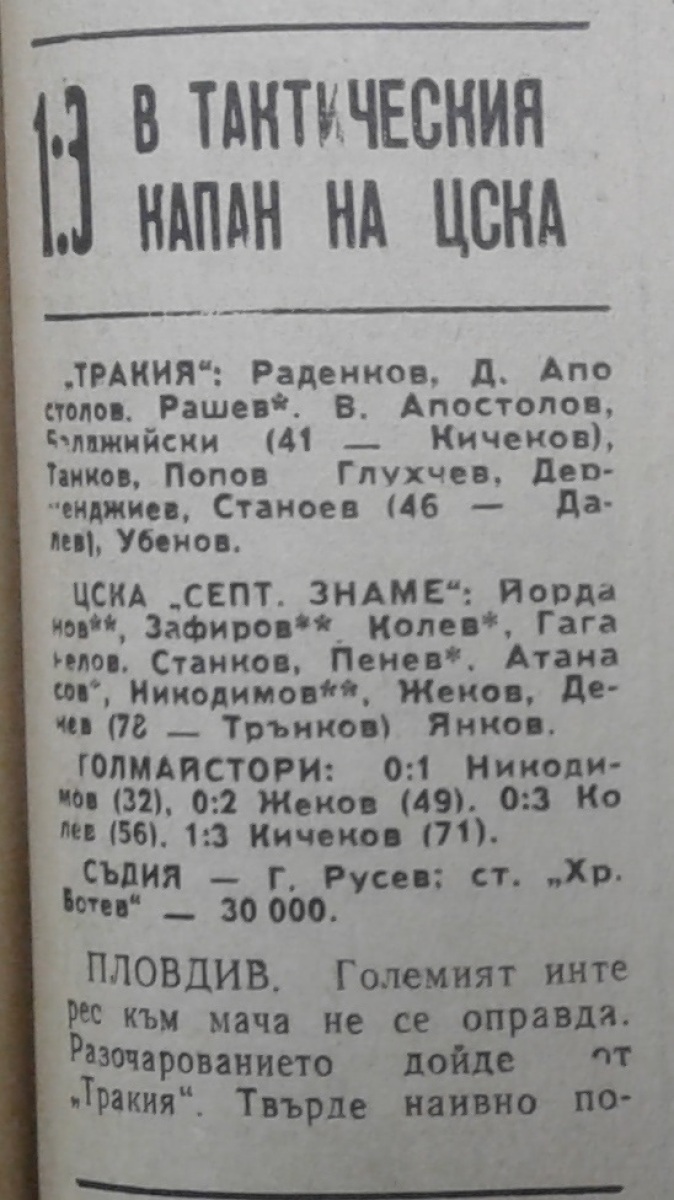 1:3
В ТАКТИЧЕСКИЯ
КАПАН НА ЦСКА
„ТРАКИЯ“: Раденков, Д. Апо
столов. Рашев*. В. Апостолов,
(41 — Кичеков),
Танков, Попов Глухчев, Дер-
енджиев, Станоев (46 — Да-
лев), Убенов.
ЦСКА „СЕПТ. ЗНАМЕ“: Йорда
нов**, Зафиров** Колев*, Гага
релов. Станков, Пенев*. Атана
сов*, Никодимов**, Жеков, Де-
нев (78 — Трънков) Янков.
ГОЛМАЙСТОРИ: 0:1 Никоди-
мов (32), 0:2 Жеков (49). 0:3 Ко
лев (56). 1:3 Кичеков (71).
СЪДИЯ — Г. Русев; ст. „Хр.
Ботев“ — 30 000.
ПЛОВДИВ. Големият инте
рес към мача не се оправда.
Разочарованието дойде от
„Тракия“. Твърде наивно по-